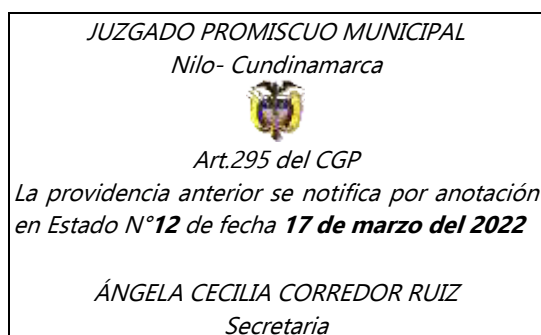 JUZGADO PROMISCUO MUNICIPAL
Nilo- Cundinamarca
Art.295 del CGP
La providencia anterior se notifica por anotación
en Estado N°12 de fecha 17 de marzo del 2022
ÁNGELA CECILIA CORREDOR RUIZ
Secretaria